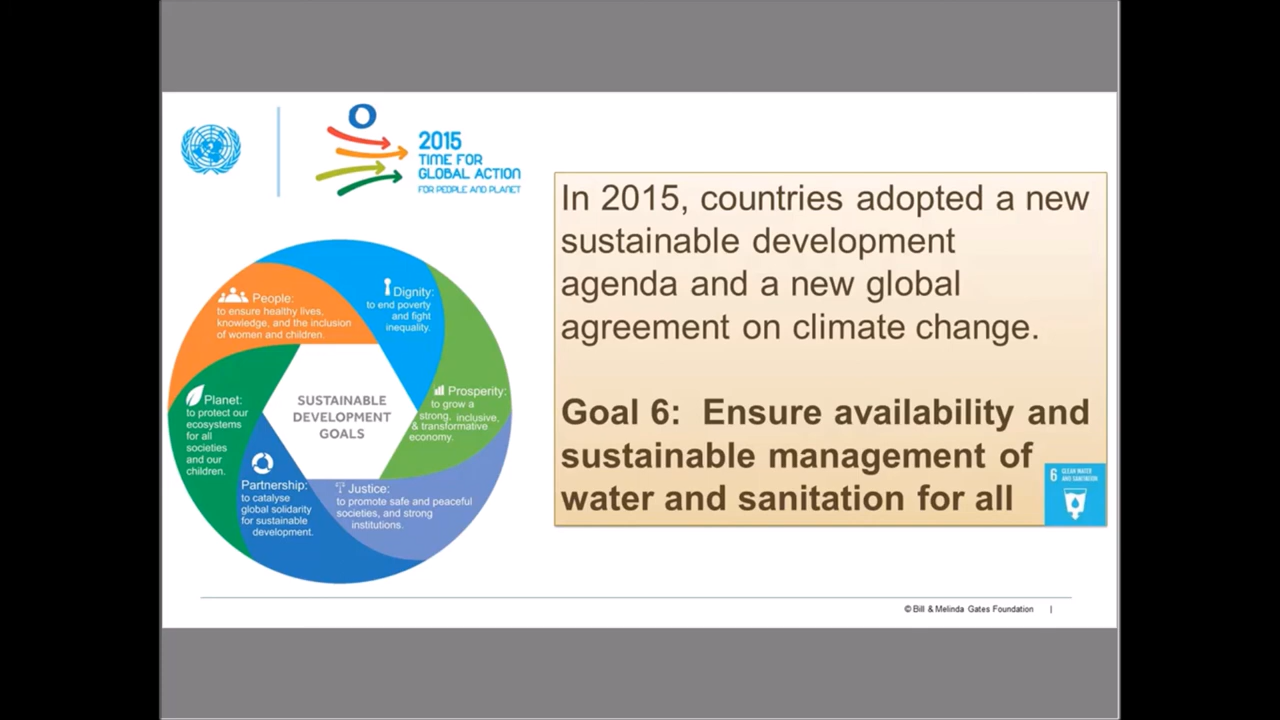 2015
TIME FOR
GLOBAL ACTION
FOR PEOPLE AND PLANET
In 2015, countries adopted a new
sustainable development
agenda and a new global
agreement on climate change.
Goal 6: Ensure availability and
sustainable management of
water and sanitation for all
6 CLEAN WATER
AND SANITATION
People:
to ensure healthy lives,
knowledge, and the inclusion
of women and children.
Dignity:
to end poverty
and fight
inequality.
Prosperity:
to grow a
strong, inclusive,
& transformative
economy.
Justice:
to promote safe and peaceful
societies, and strong
institutions.
Partnership:
to catalyse
global solidarity
for sustainable
development.
Planet:
to protect our
ecosystems
for all
societies
and our
children.
SUSTAINABLE
DEVELOPMENT
GOALS
© Bill & Melinda Gates Foundation |